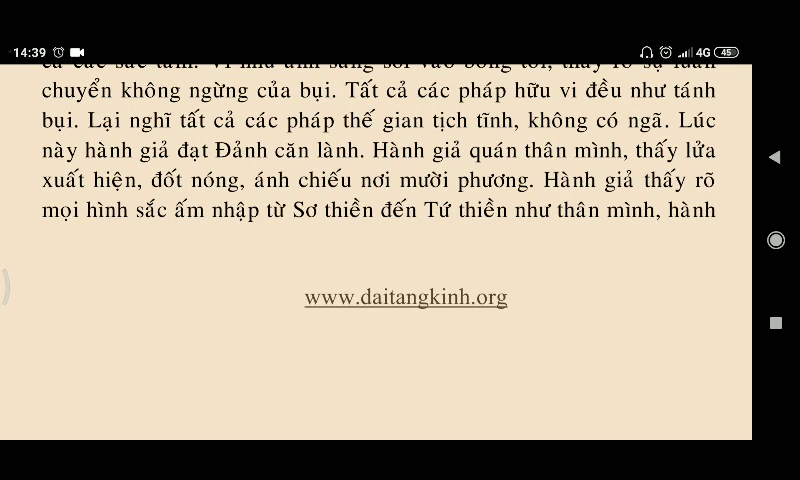 14:39
4G 45
chuyển không ngừng của bụi. Tất cả các pháp hữu vi đều như tánh
bụi. Lại nghĩ tất cả các pháp thế gian tịch tĩnh, không có ngã. Lúc
này hành giả đạt Đảnh căn lành. Hành giả quán thân mình, thấy lửa
xuất hiện, đốt nóng, ánh chiếu nơi mười phương. Hành giả thấy rõ
mọi hình sắc ấm nhập từ Sơ thiền đến Tứ thiền như thân mình, hành
www.daitangkinh.org